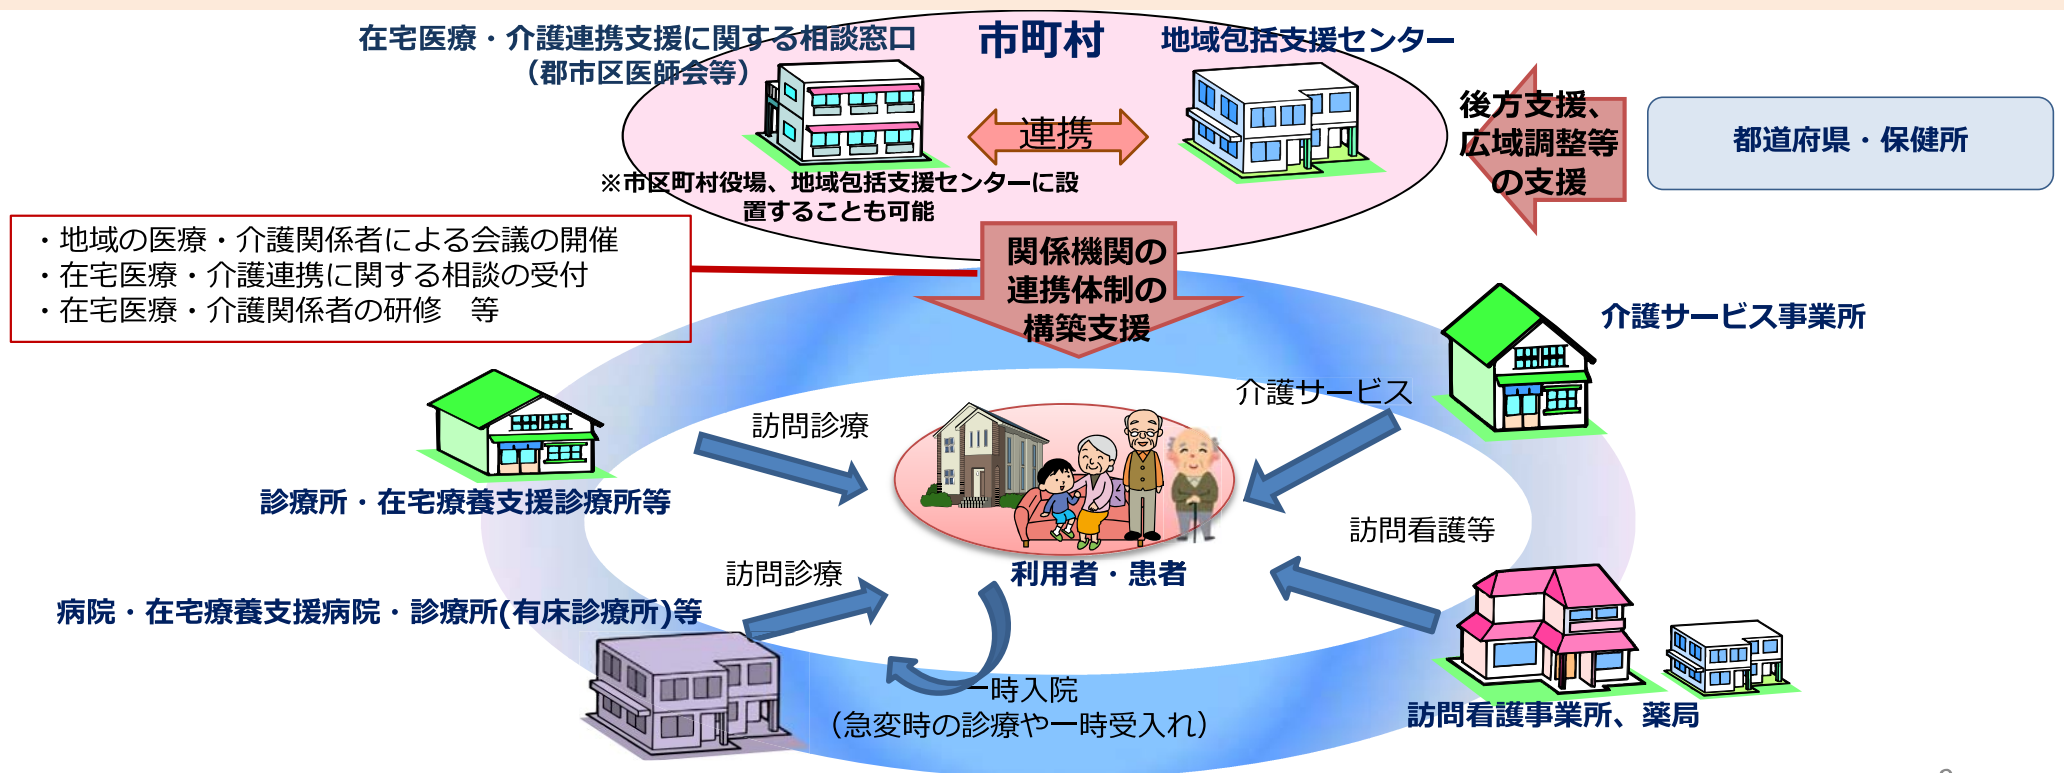 在宅医療・介護連携支援に関する相談窓口
（郡市区医師会等）
市町村
地域包括支援センター
連携
※市区町村役場、地域包括支援センターに設
置することも可能
後方支援、
広域調整等
の支援
都道府県・保健所
・地域の医療・介護関係者による会議の開催
・在宅医療・介護連携に関する相談の受付
・在宅医療・介護関係者の研修　等
関係機関の
連携体制の
構築支援
介護サービス事業所
介護サービス
訪問診療
診療所・在宅療養支援診療所等
訪問看護等
利用者・患者
訪問診療
病院・在宅療養支援病院・診療所(有床診療所)等
一時入院
（急変時の診療や一時受入れ）
訪問看護事業所、薬局